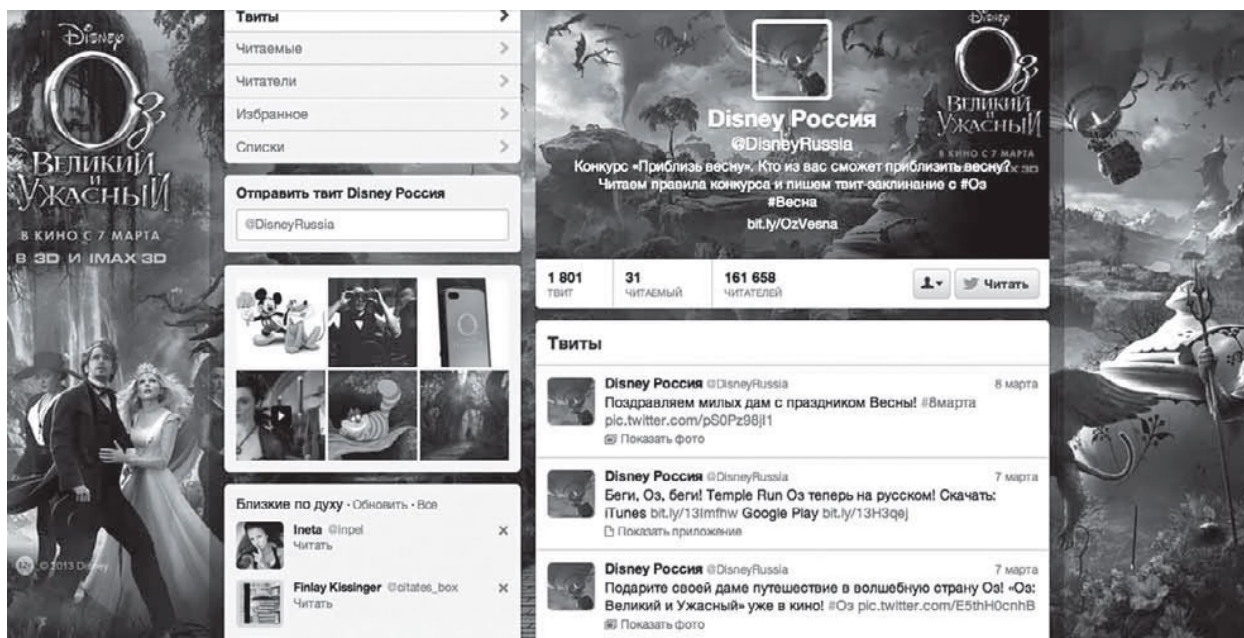 Disney
Оз
Великий
и
Ужасный
в кино с 7 марта
в 3D и IMAX 3D
12+ © 2013 Disney
Твиты
Читаемые
Читатели
Избранное
Списки
Отправить твит Disney Россия
@DisneyRussia
Близкие по духу · Обновить · Все
Ineta @inpel
Читать
Finlay Kissinger @citates_box
Читать
Disney
Оз
Великий
и
Ужасный
в кино с 7 марта
Disney Россия
@DisneyRussia
Конкурс «Приблизь весну». Кто из вас сможет приблизить весну?
Читаем правила конкурса и пишем твит-заклинание с #Оз
#Весна
bit.ly/OzVesna
1 801
ТВИТ
31
ЧИТАЕМЫЙ
161 658
ЧИТАТЕЛЕЙ
Читать
Твиты
Disney Россия @DisneyRussia 8 марта
Поздравляем милых дам с праздником Весны! #8марта
pic.twitter.com/pS0Pz98jI1
Показать фото
Disney Россия @DisneyRussia 7 марта
Беги, Оз, беги! Temple Run Оз теперь на русском! Скачать:
iTunes bit.ly/13Imfhw Google Play bit.ly/13H3qej
Показать приложение
Disney Россия @DisneyRussia 7 марта
Подарите своей даме путешествие в волшебную страну Оз! «Оз:
Великий и Ужасный» уже в кино! #Оз pic.twitter.com/E5thH0cnhB
Показать фото